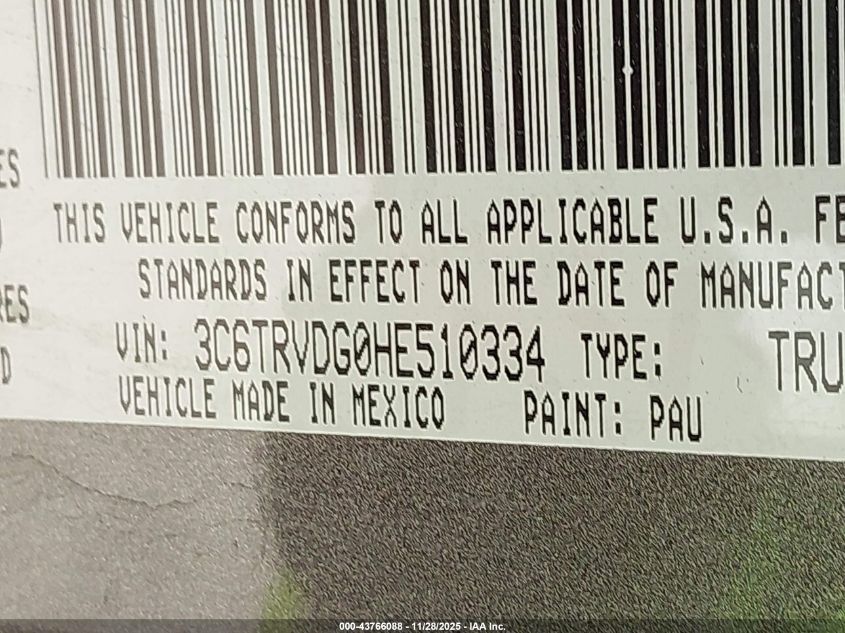 ES
THIS VEHICLE CONFORMS TO ALL APPLICABLE U.S.A. FE
STANDARDS IN EFFECT ON THE DATE OF MANUFACT
RES
VIN: 3C6TRVDG0HE510334 TYPE: TRU
D
VEHICLE MADE IN MEXICO PAINT: PAU
000-43766088 - 11/28/2025 - IAA Inc.